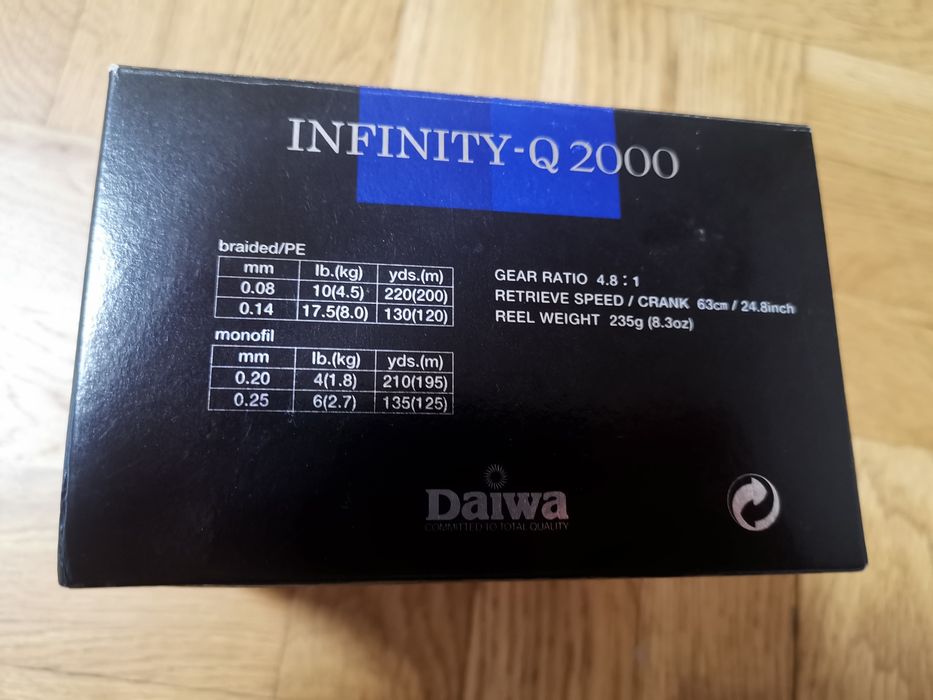 INFINITY-Q 2000
braided/PE
mm lb.(kg) yds.(m)
0.08 10(4.5) 220(200)
0.14 17.5(8.0) 130(120)
monofil
mm lb.(kg) yds.(m)
0.20 4(1.8) 210(195)
0.25 6(2.7) 135(125)
GEAR RATIO 4.8 : 1
RETRIEVE SPEED / CRANK 63cm / 24.8inch
REEL WEIGHT 235g (8.3oz)
Daiwa
COMMITTED TO TOTAL QUALITY